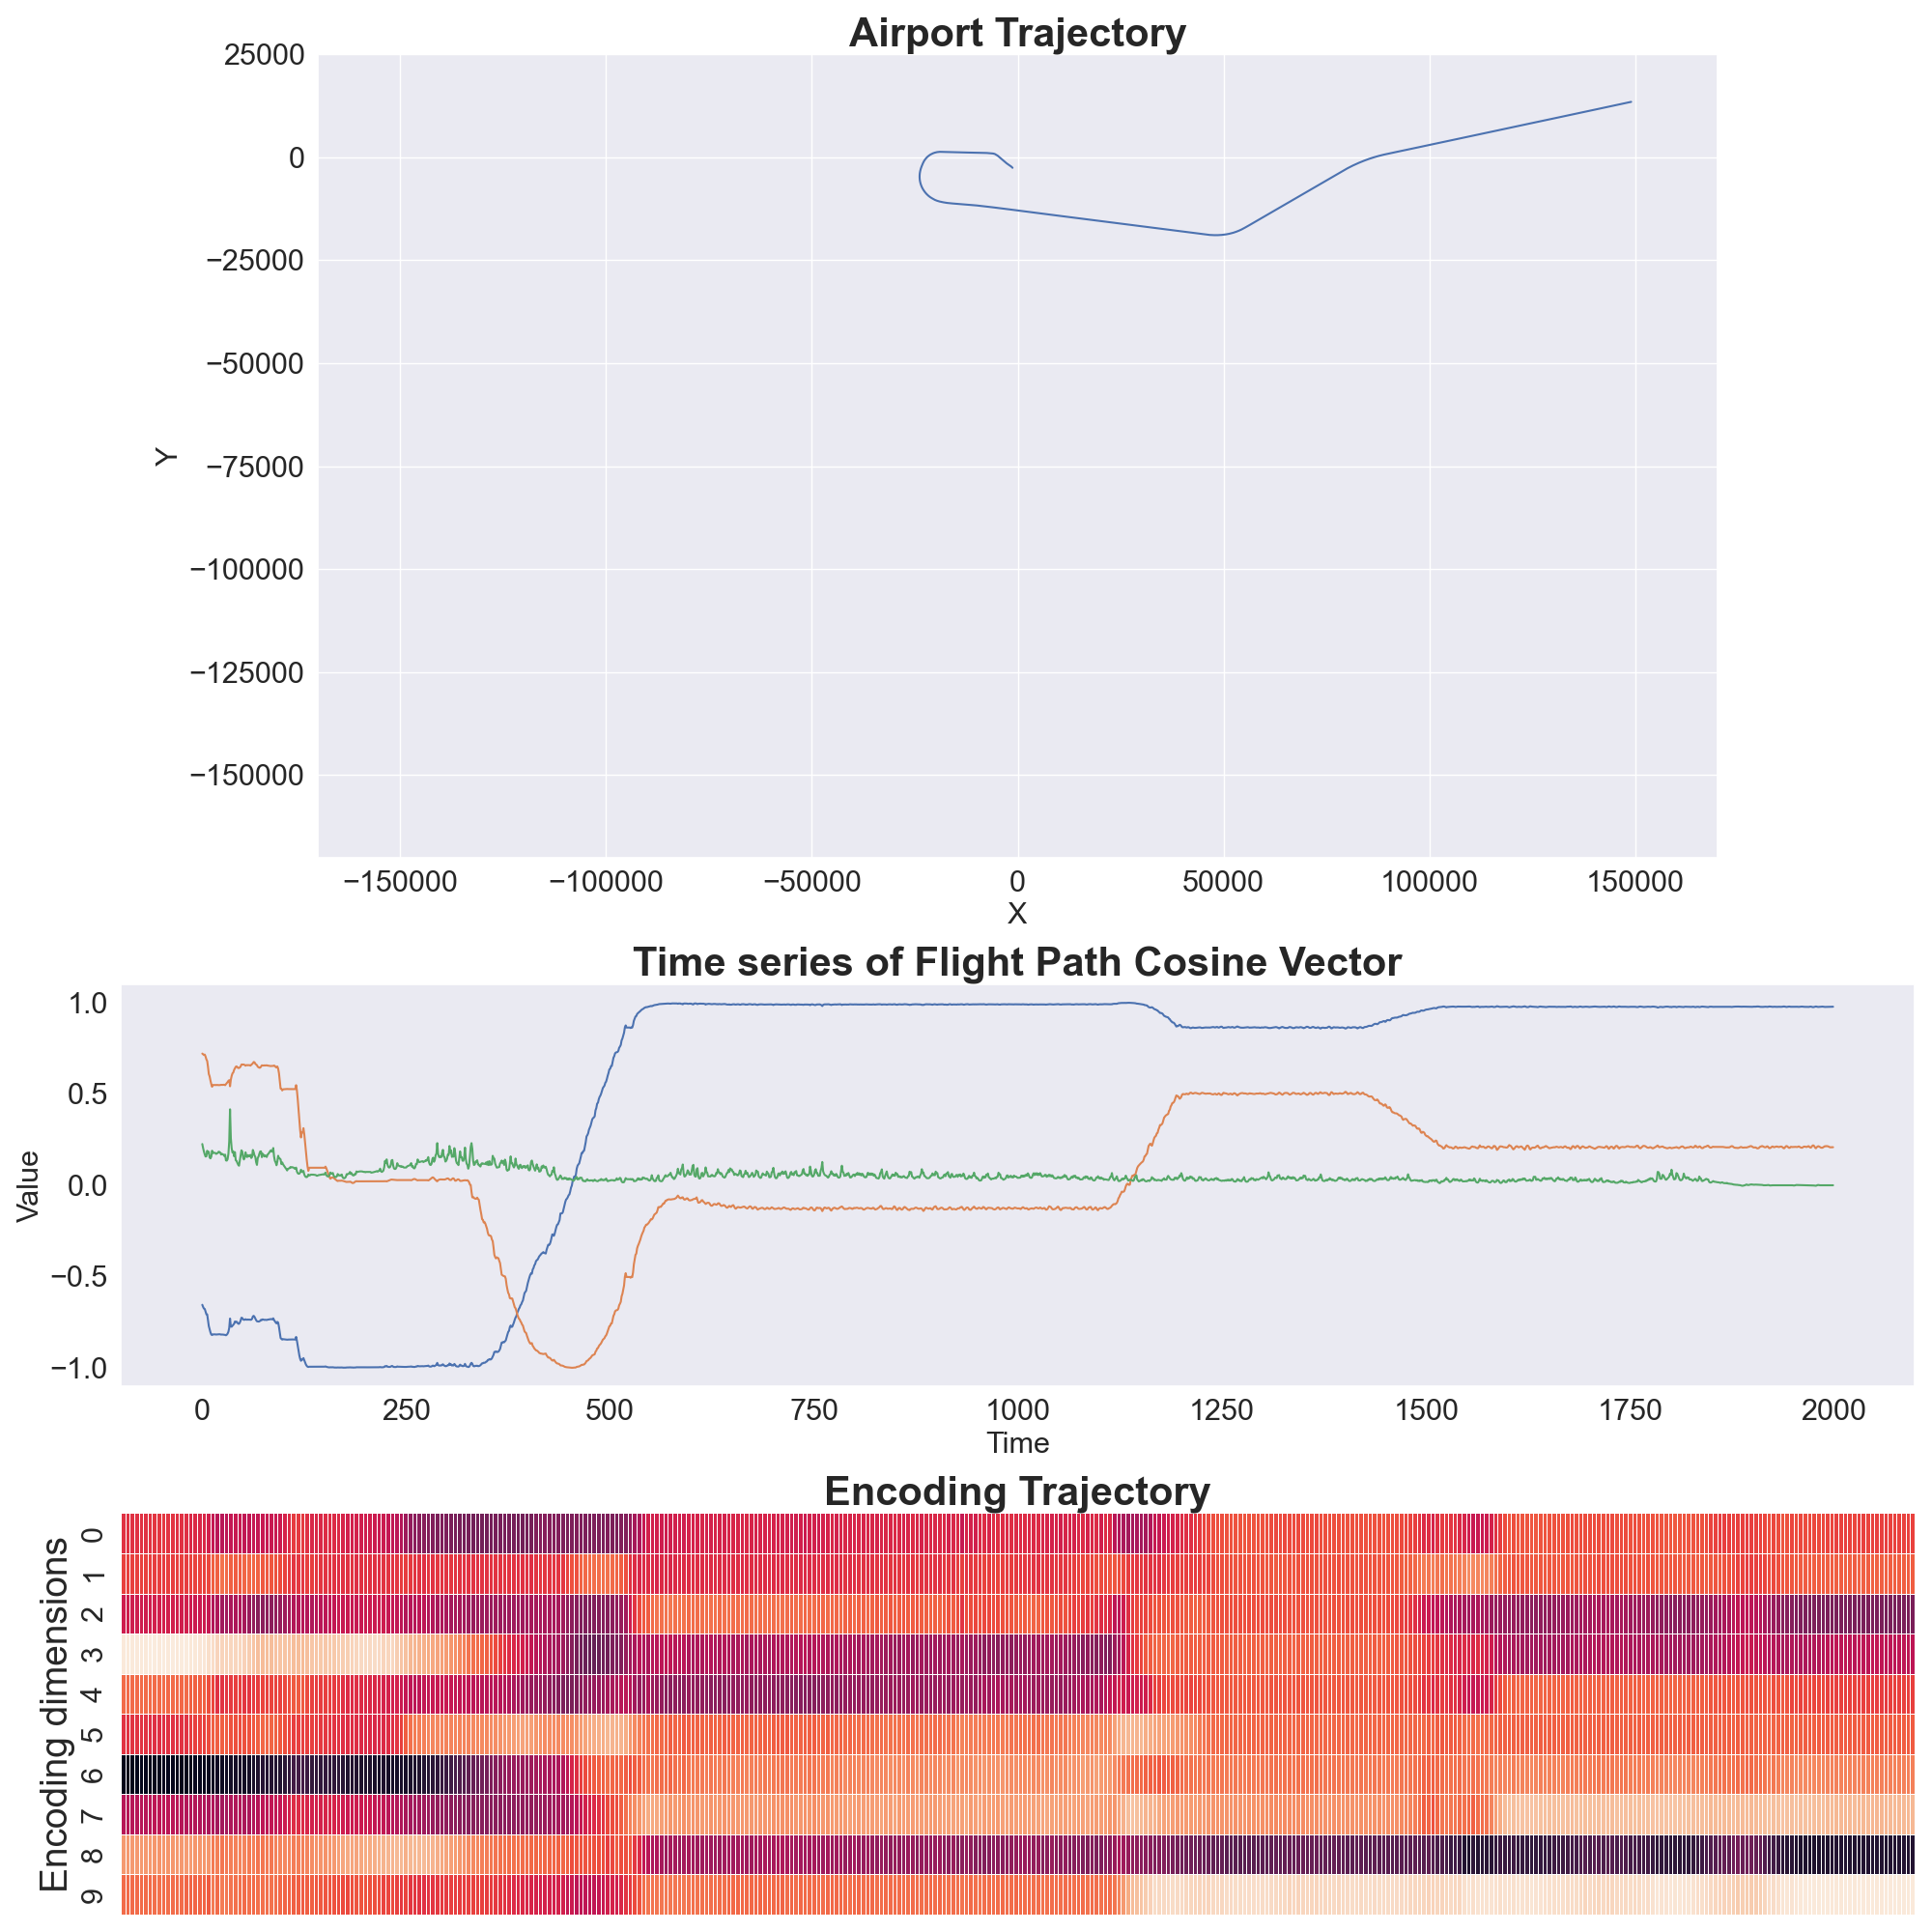 Airport Trajectory
25000
0
−25000
−50000
−75000
−100000
−125000
−150000
Y
−150000 −100000 −50000 0 50000 100000 150000
X
Time series of Flight Path Cosine Vector
1.0
0.5
0.0
−0.5
−1.0
Value
0 250 500 750 1000 1250 1500 1750 2000
Time
Encoding Trajectory
Encoding dimensions
0
1
2
3
4
5
6
7
8
9